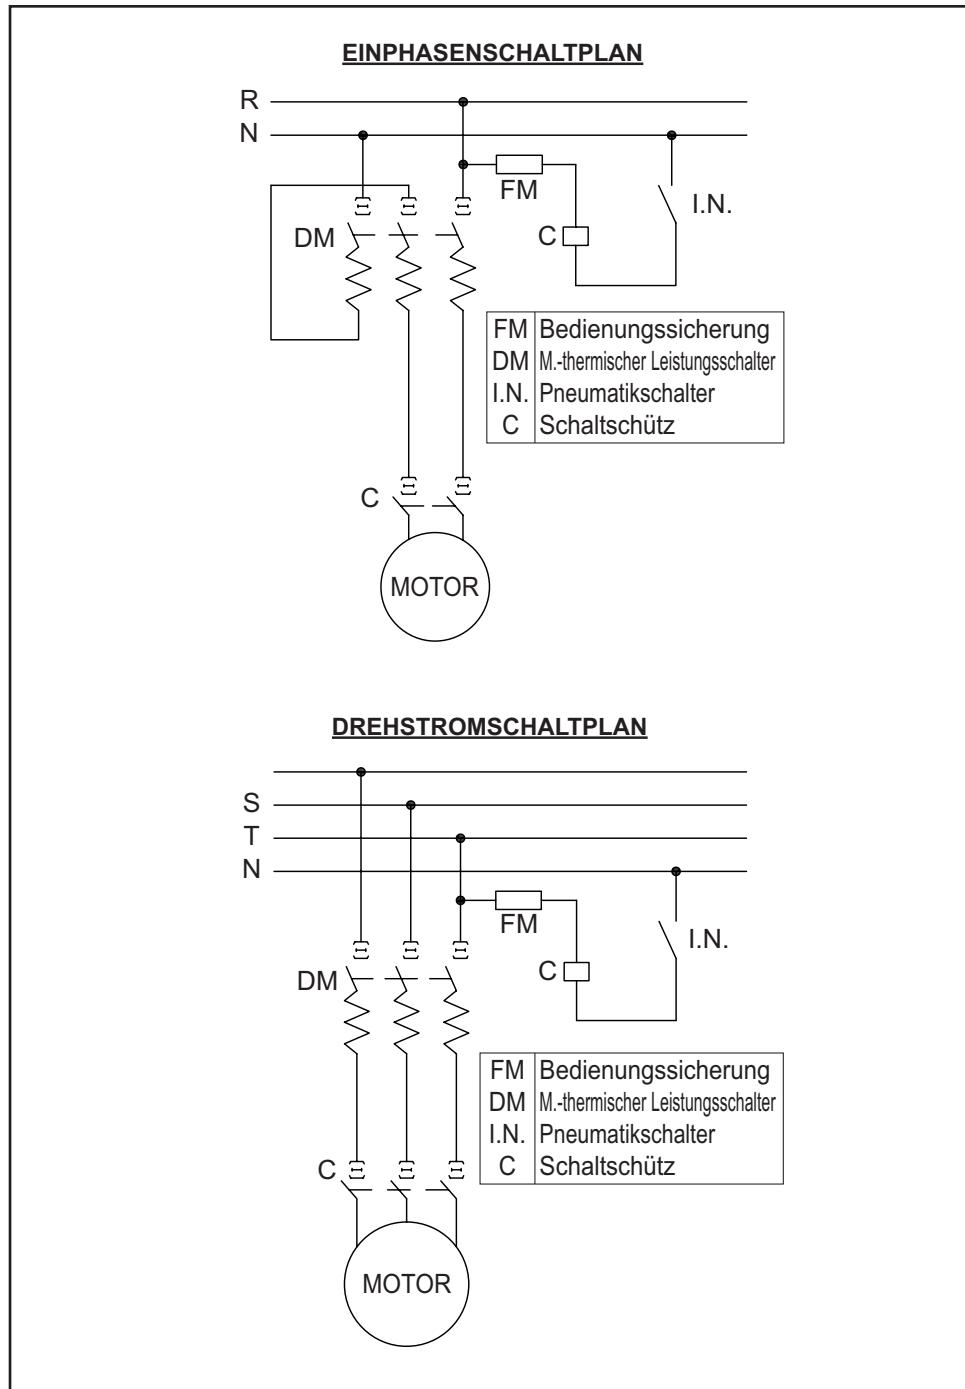 EINPHASENSCHALTPLAN
R
N
FM
I.N.
DM
C
FM Bedienungssicherung
DM M.-thermischer Leistungsschalter
I.N. Pneumatikschalter
C Schaltschütz
C
MOTOR
DREHSTROMSCHALTPLAN
S
T
N
FM
I.N.
DM
C
FM Bedienungssicherung
DM M.-thermischer Leistungsschalter
I.N. Pneumatikschalter
C Schaltschütz
C
MOTOR